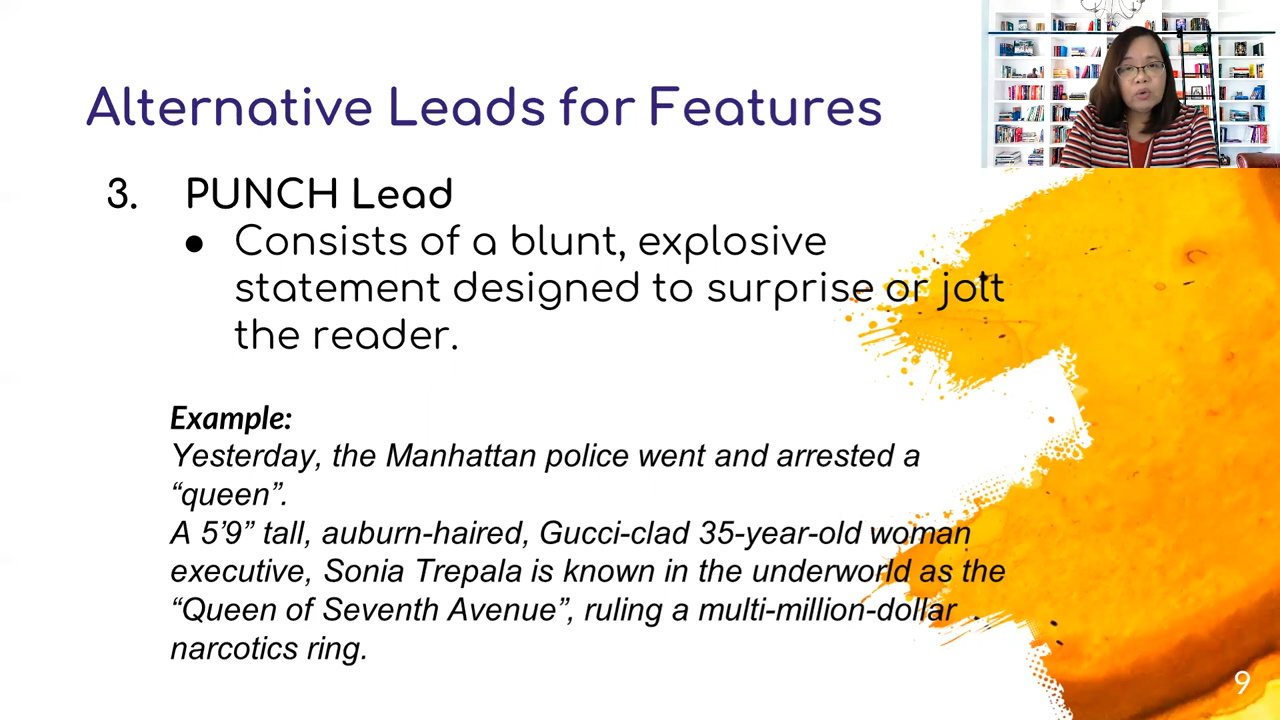 Alternative Leads for Features
3. PUNCH Lead
● Consists of a blunt, explosive
statement designed to surprise or jott
the reader.
Example:
Yesterday, the Manhattan police went and arrested a
“queen”.
A 5’9” tall, auburn-haired, Gucci-clad 35-year-old woman
executive, Sonia Trepala is known in the underworld as the
“Queen of Seventh Avenue”, ruling a multi-million-dollar
narcotics ring.
9